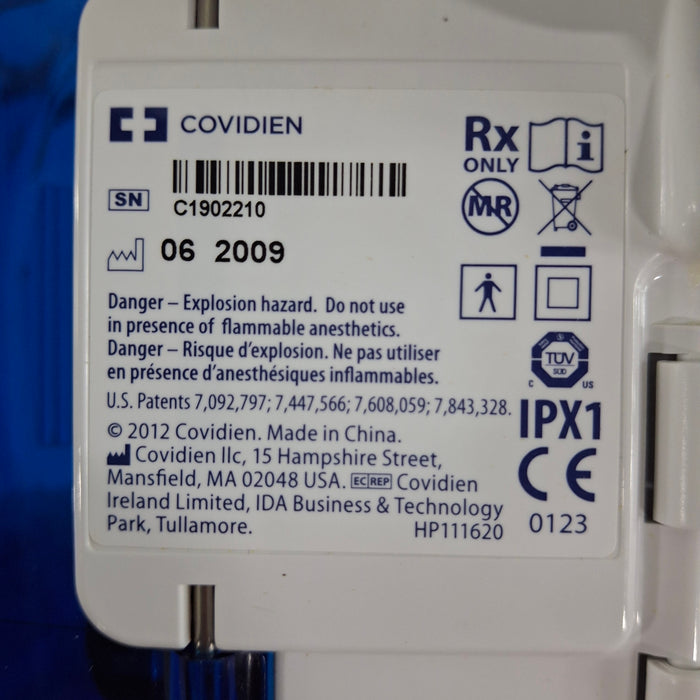 COVIDIEN
Rx
ONLY
i
SN
C1902210
MR
06 2009
Danger – Explosion hazard. Do not use
in presence of flammable anesthetics.
Danger – Risque d’explosion. Ne pas utiliser
en présence d’anesthésiques inflammables.
U.S. Patents 7,092,797; 7,447,566; 7,608,059; 7,843,328.
© 2012 Covidien. Made in China.
Covidien llc, 15 Hampshire Street,
Mansfield, MA 02048 USA. EC REP Covidien
Ireland Limited, IDA Business & Technology
Park, Tullamore.
HP111620
TÜV
SÜD
C US
IPX1
CE
0123